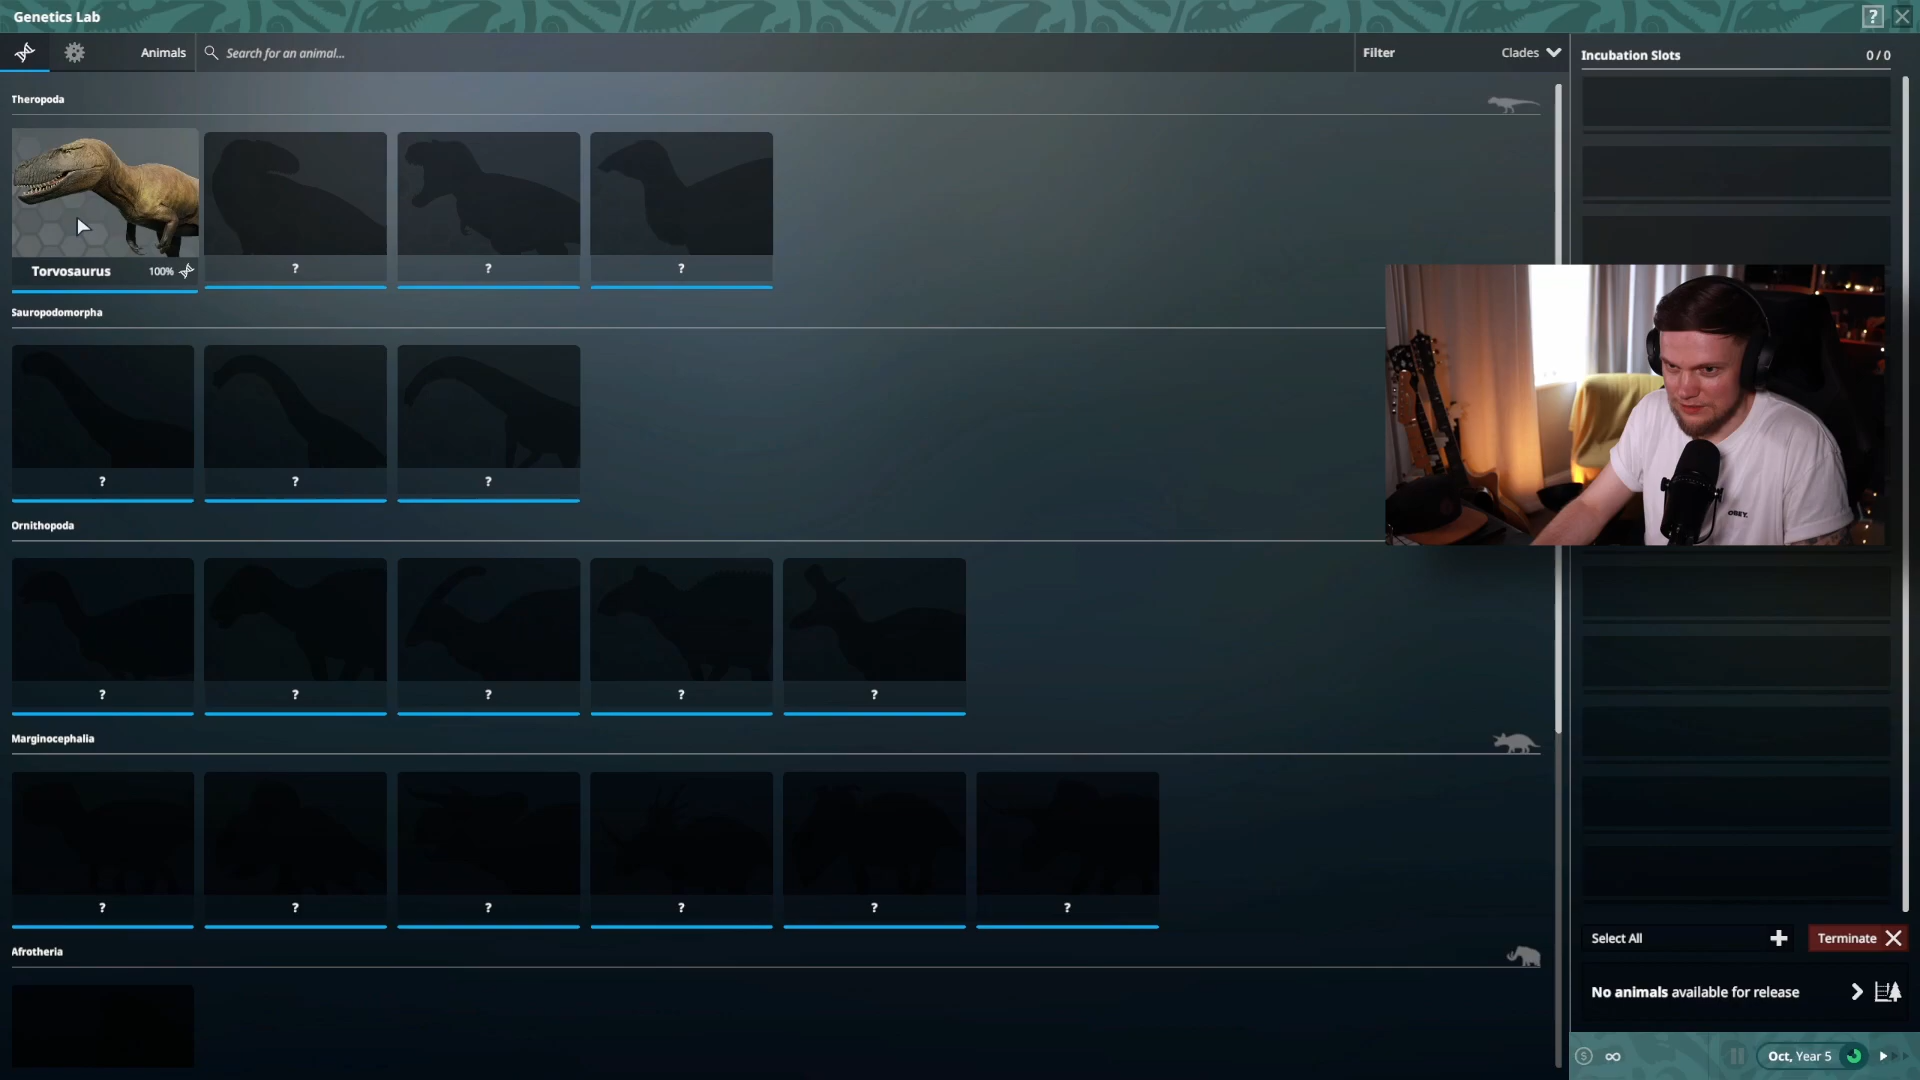 Genetics Lab
?
Animals
Search for an animal...
Filter
Clades
Incubation Slots
0 / 0
Theropoda
Torvosaurus
100%
?
?
?
Sauropodomorpha
?
?
?
Ornithopoda
?
?
?
?
?
Marginocephalia
?
?
?
?
?
?
Afrotheria
OBEY.
Select All
Terminate
No animals available for release
$ ∞
Oct, Year 5